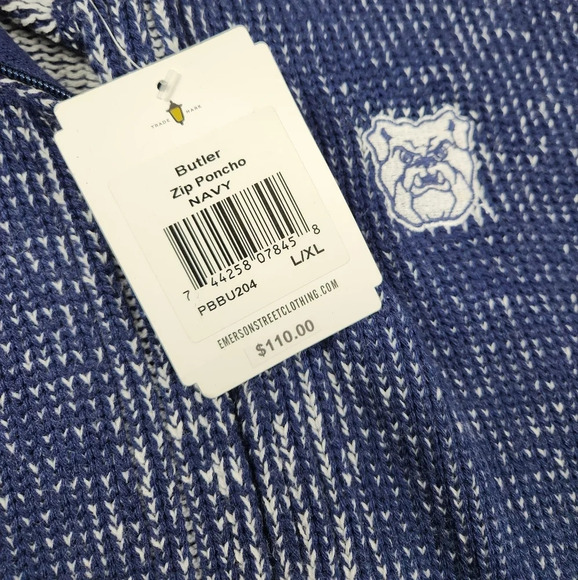 TRADE MARK
Butler
Zip Poncho
NAVY
7 44258 07845 8
PBBU204 L/XL
EMERSONSTREETCLOTHING.COM
$110.00